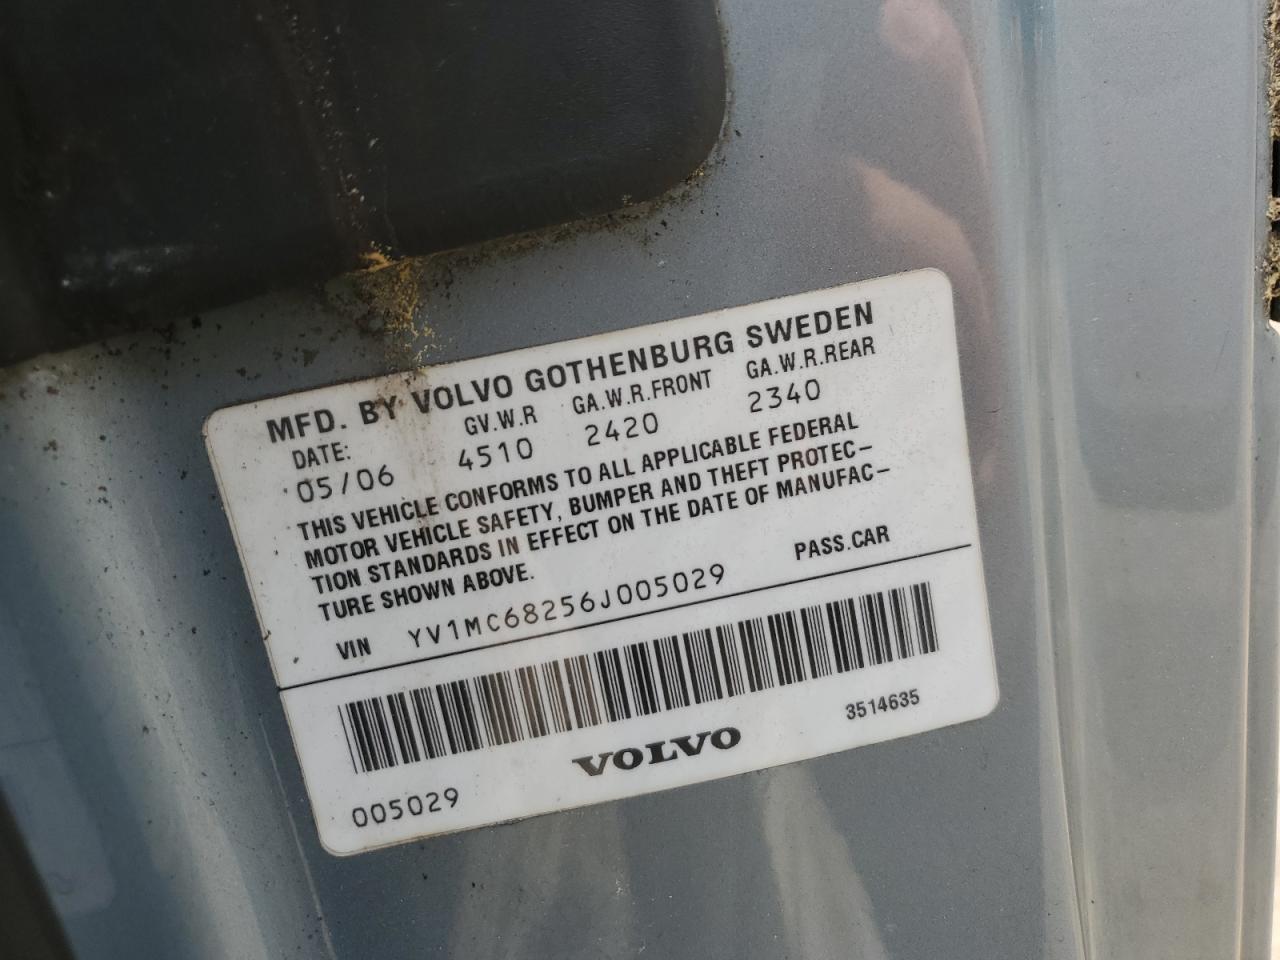 MFD. BY VOLVO GOTHENBURG SWEDEN
DATE: GV.W.R GA.W.R.FRONT GA.W.R.REAR
05/06 4510 2420 2340
THIS VEHICLE CONFORMS TO ALL APPLICABLE FEDERAL
MOTOR VEHICLE SAFETY, BUMPER AND THEFT PROTEC-
TION STANDARDS IN EFFECT ON THE DATE OF MANUFAC-
TURE SHOWN ABOVE.
VIN YV1MC68256J005029 PASS.CAR
VOLVO 3514635
005029